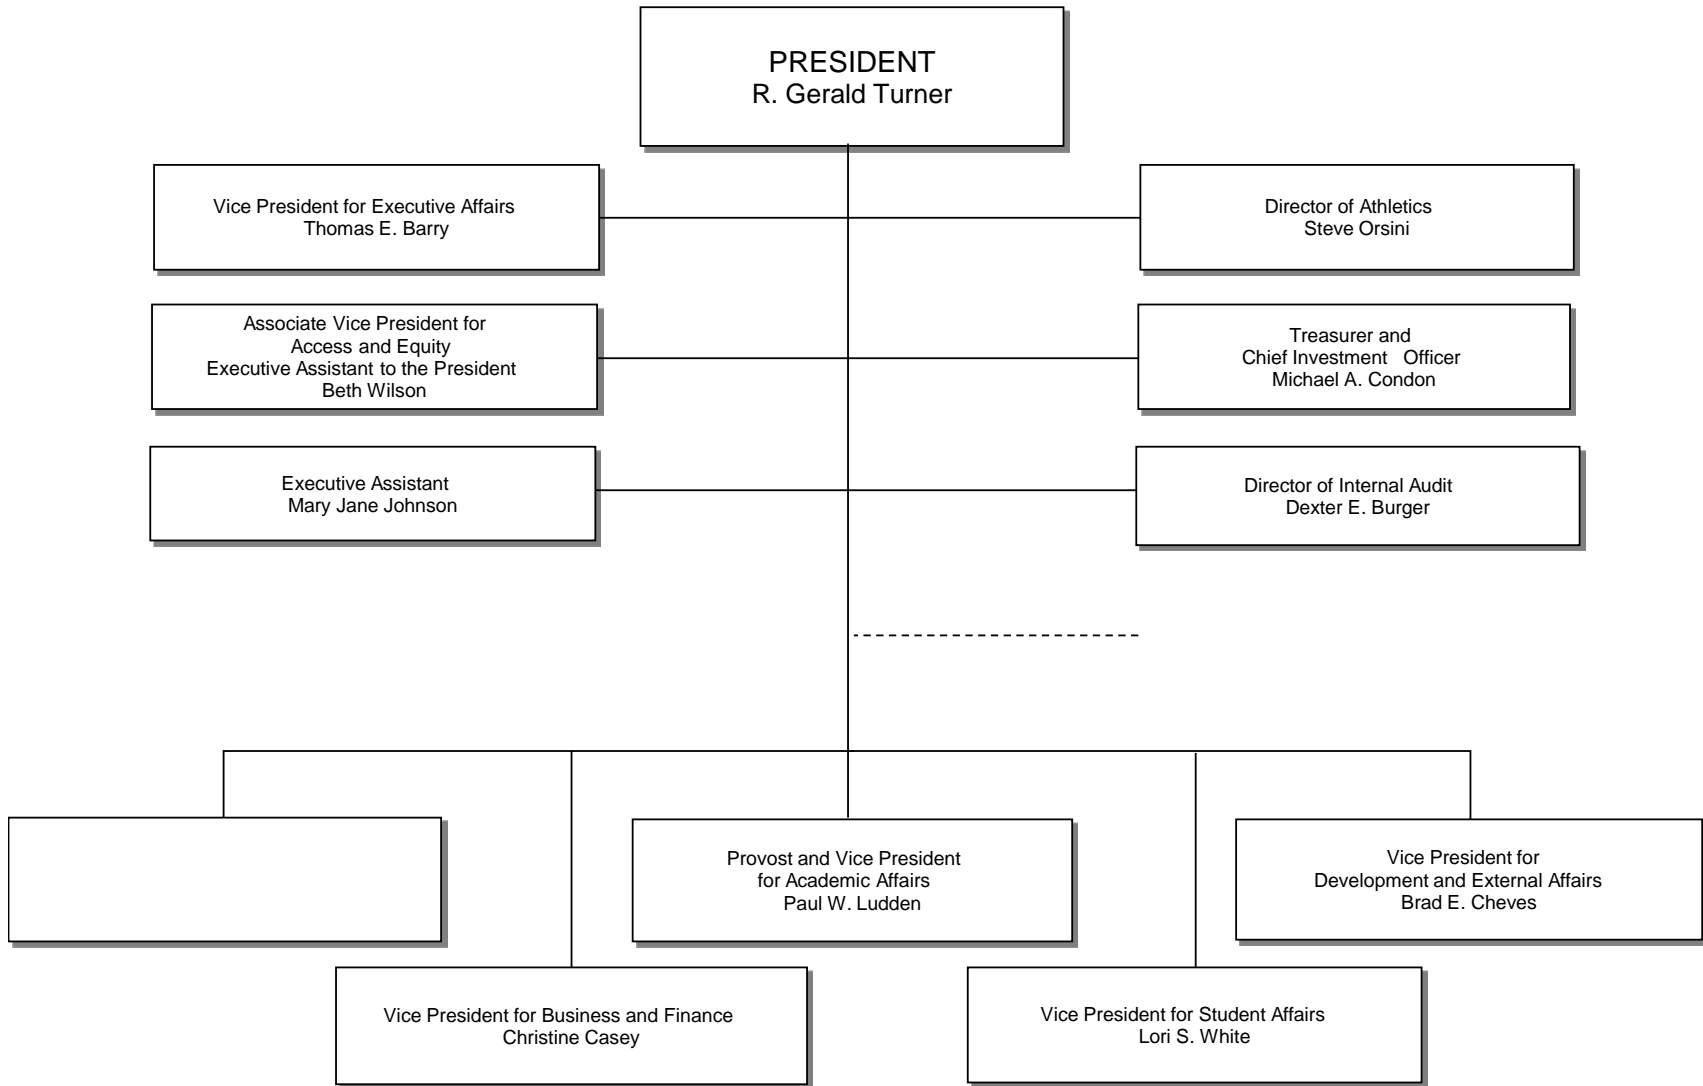 PRESIDENT
R. Gerald Turner
Vice President for Executive Affairs
Thomas E. Barry
Director of Athletics
Steve Orsini
Associate Vice President for
Access and Equity
Executive Assistant to the President
Beth Wilson
Treasurer and
Chief Investment Officer
Michael A. Condon
Executive Assistant
Mary Jane Johnson
Director of Internal Audit
Dexter E. Burger
Provost and Vice President
for Academic Affairs
Paul W. Ludden
Vice President for
Development and External Affairs
Brad E. Cheves
Vice President for Business and Finance
Christine Casey
Vice President for Student Affairs
Lori S. White